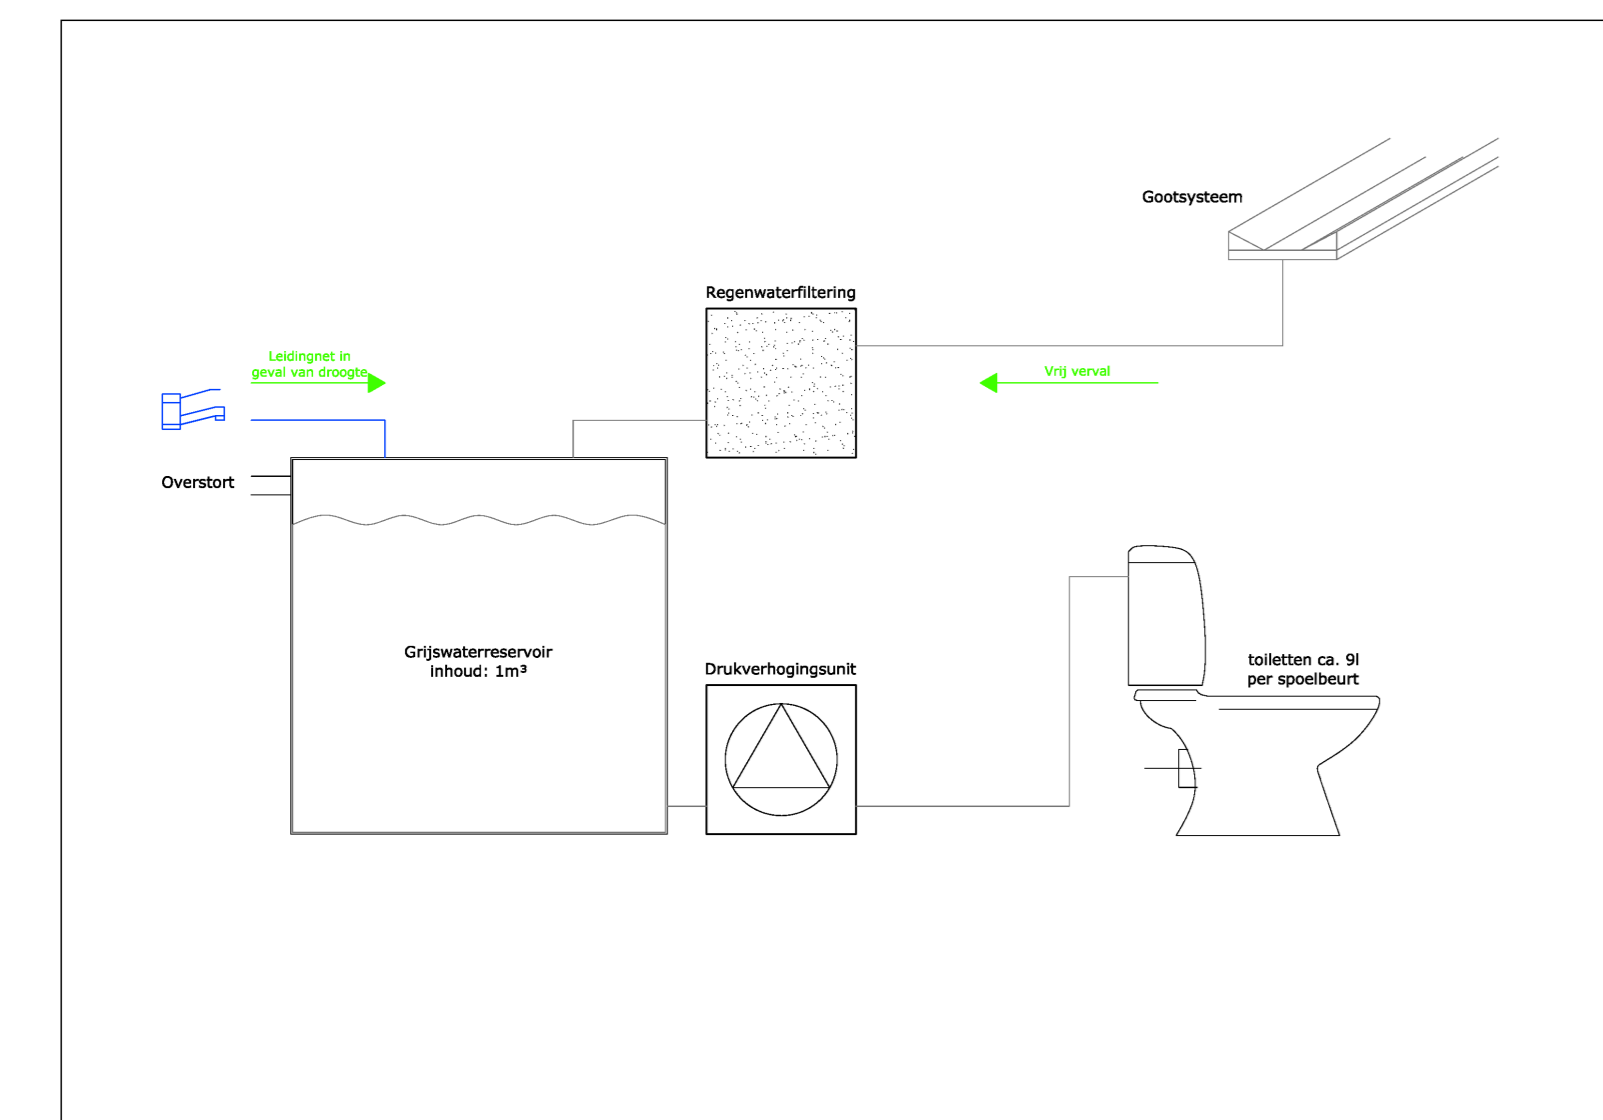 Gootsysteem
Regenwaterfiltering
Leidingnet in
geval van droogte
Vrij verval
Overstort
Grijswaterreservoir
inhoud: 1m³
Drukverhogingsunit
toiletten ca. 9l
per spoelbeurt